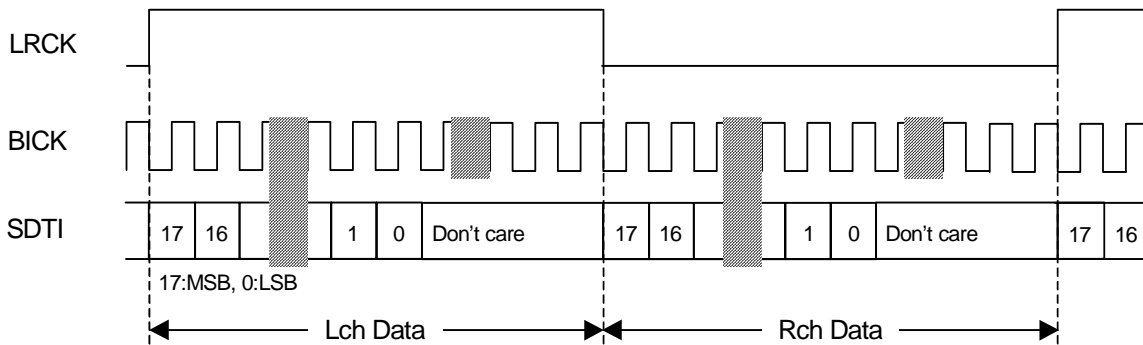 LRCK
BICK
SDTI 17 16 1 0 Don't care 17 16 1 0 Don't care 17 16
17:MSB, 0:LSB
Lch Data Rch Data